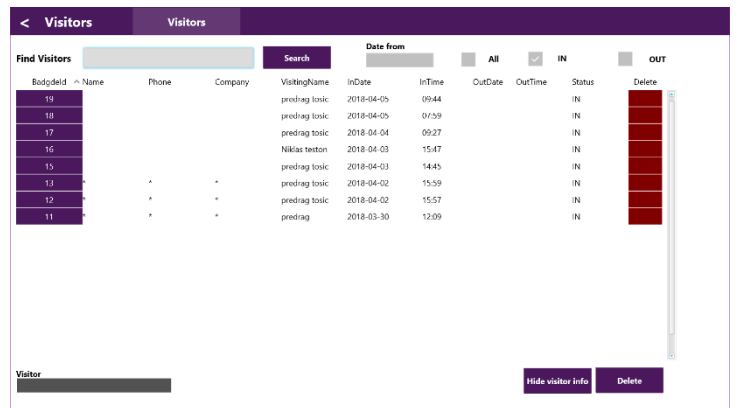 < Visitors Visitors
Date from
Find Visitors Search All IN OUT
BadgdeId Name Phone Company VisitingName InDate InTime OutDate OutTime Status Delete
19 predrag tosic 2018-04-05 09:44 IN
18 predrag tosic 2018-04-05 07:59 IN
17 predrag tosic 2018-04-04 09:27 IN
16 Niklas teston 2018-04-03 15:47 IN
15 predrag tosic 2018-04-03 14:45 IN
13 * * * predrag tosic 2018-04-02 15:59 IN
12 * * * predrag tosic 2018-04-02 15:57 IN
11 * * * predrag 2018-03-30 12:09 IN
Visitor
Hide visitor info Delete